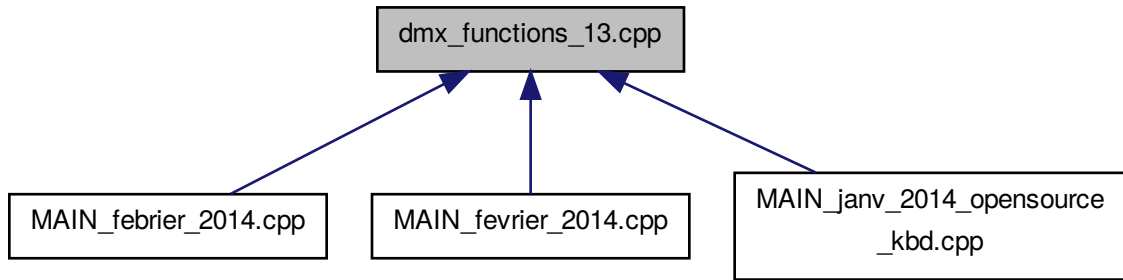 dmx_functions_13.cpp
MAIN_febrier_2014.cpp
MAIN_fevrier_2014.cpp
MAIN_janv_2014_opensource
_kbd.cpp